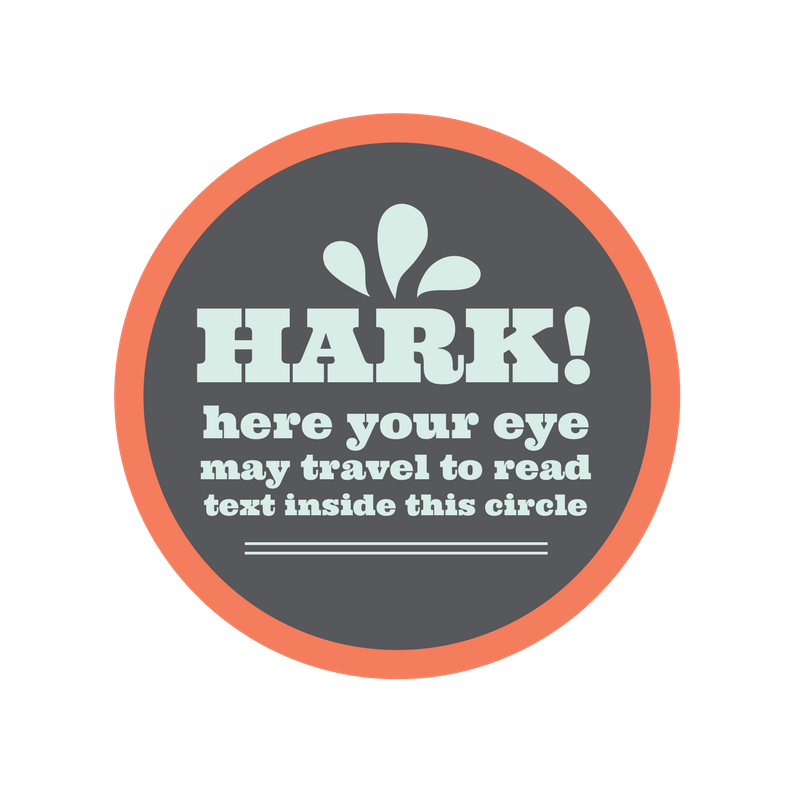 HARK!
here your eye
may travel to read
text inside this circle